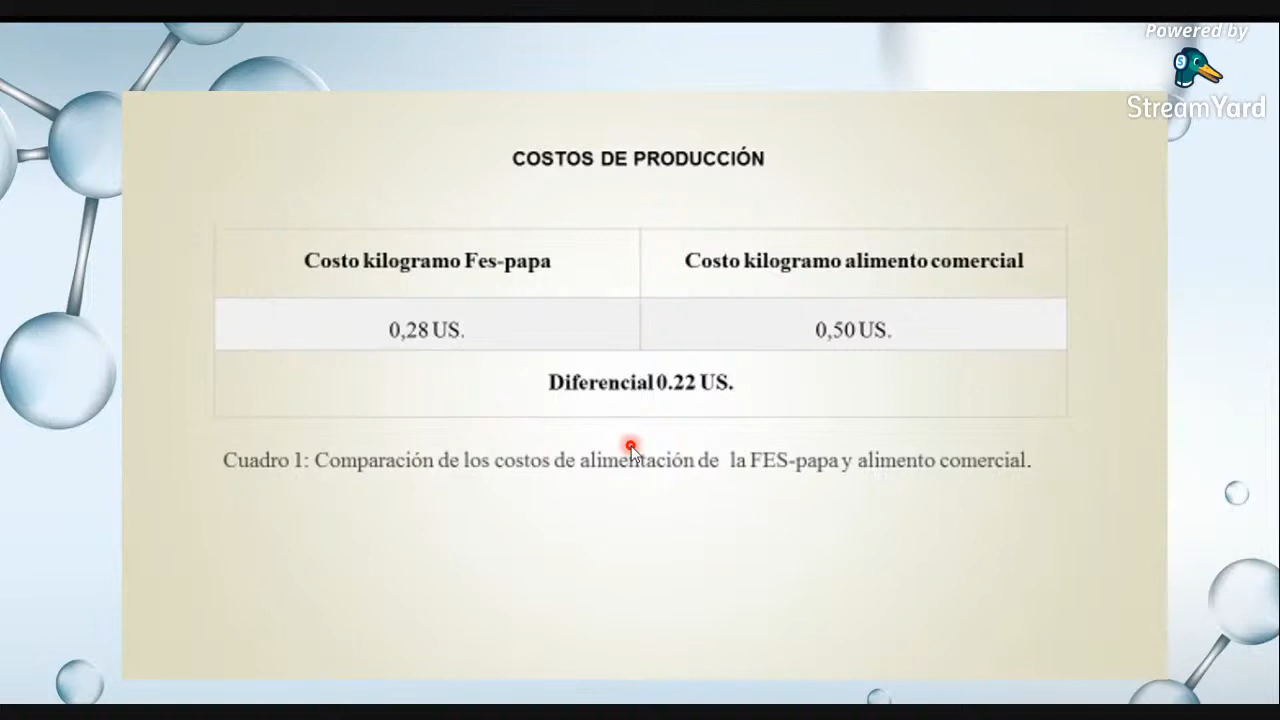 Powered by
StreamYard
COSTOS DE PRODUCCIÓN
Costo kilogramo Fes-papa
Costo kilogramo alimento comercial
0,28 US.
0,50 US.
Diferencial 0.22 US.
Cuadro 1: Comparación de los costos de alimentación de la FES-papa y alimento comercial.